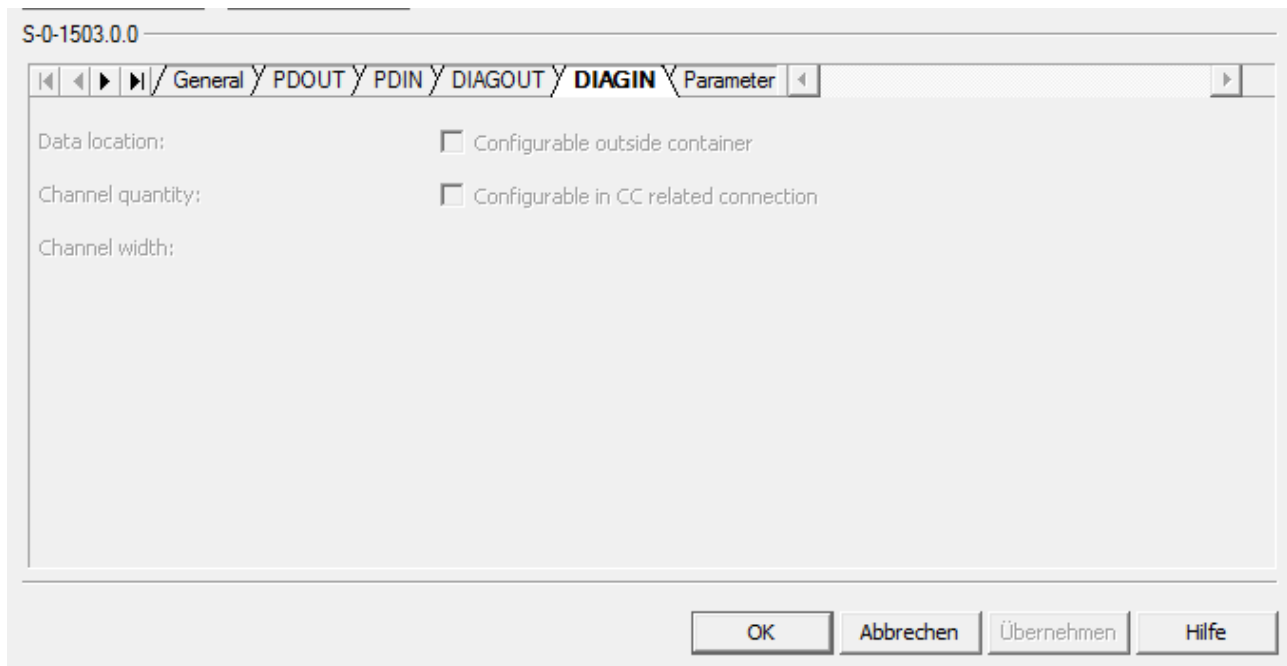 S-0-1503.0.0
General PDOUT PDIN DIAGOUT DIAGIN Parameter
Data location: Configurable outside container
Channel quantity: Configurable in CC related connection
Channel width:
OK Abbrechen Übernehmen Hilfe